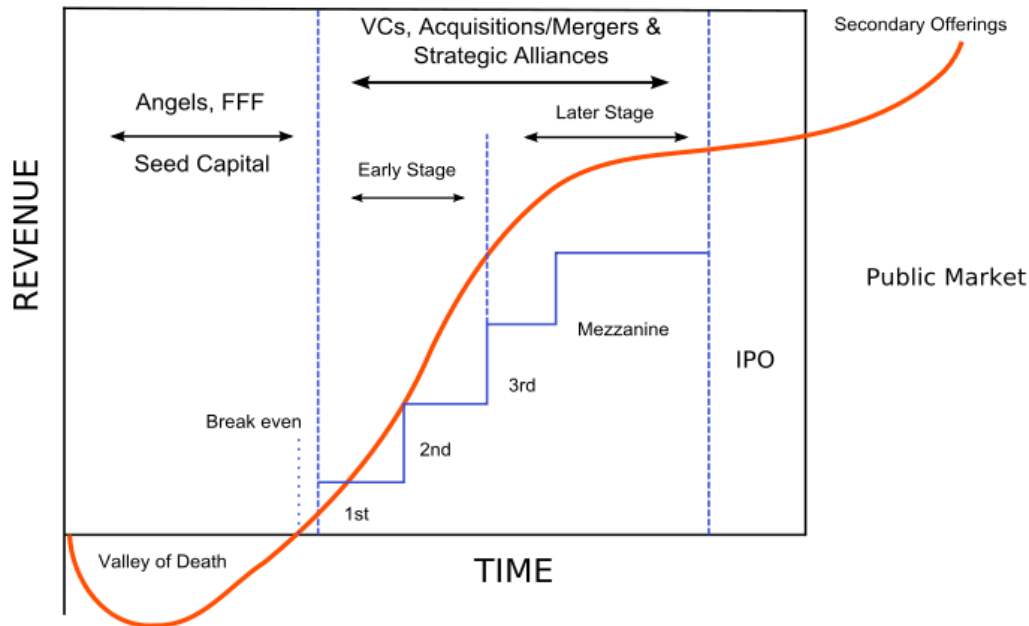 VCs, Acquisitions/Mergers &
Strategic Alliances
Secondary Offerings
Angels, FFF
Seed Capital
Later Stage
Early Stage
REVENUE
Public Market
Mezzanine
IPO
3rd
Break even
2nd
1st
Valley of Death
TIME